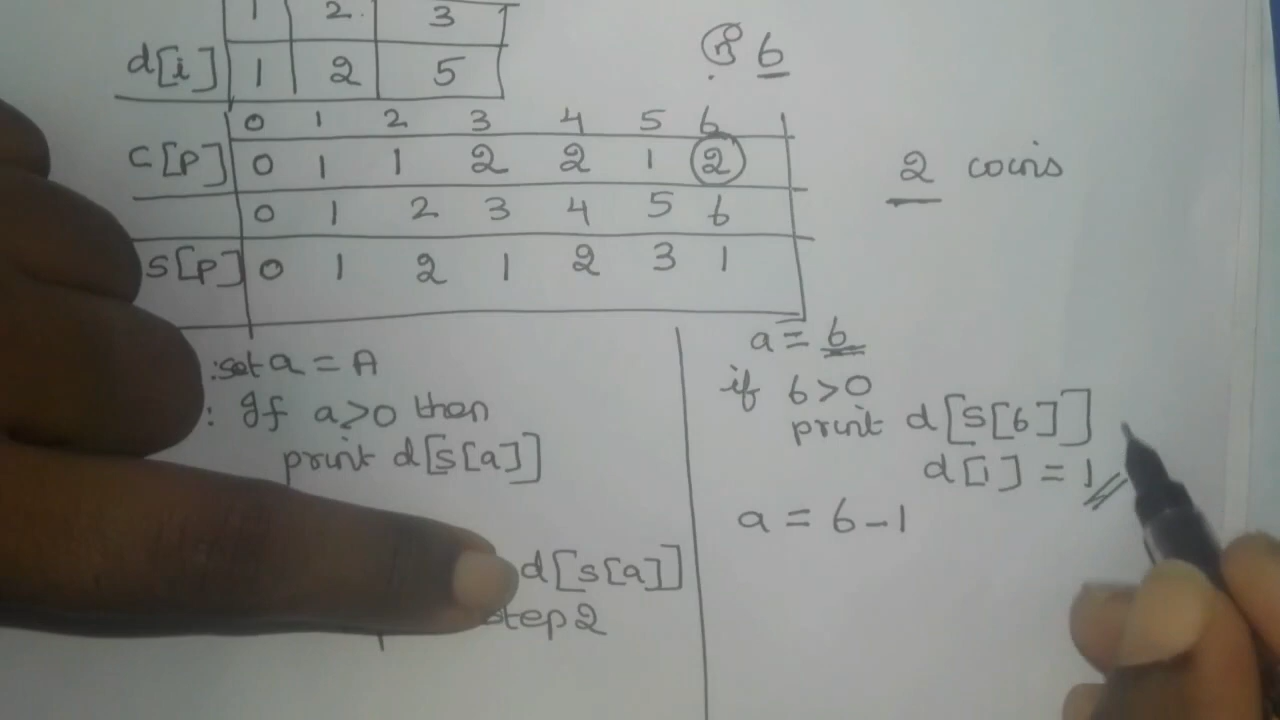 1 2 3
d[i] 1 2 5
6
0 1 2 3 4 5 6
C[P] 0 1 1 2 2 1 2
2 coins
0 1 2 3 4 5 6
S[P] 0 1 2 1 2 3 1
:set a = A
: If a>0 then
print d[s[a]]
d[s[a]]
step 2
a = 6
if 6>0
print d[s[6]]
d[1] = 1
a = 6-1